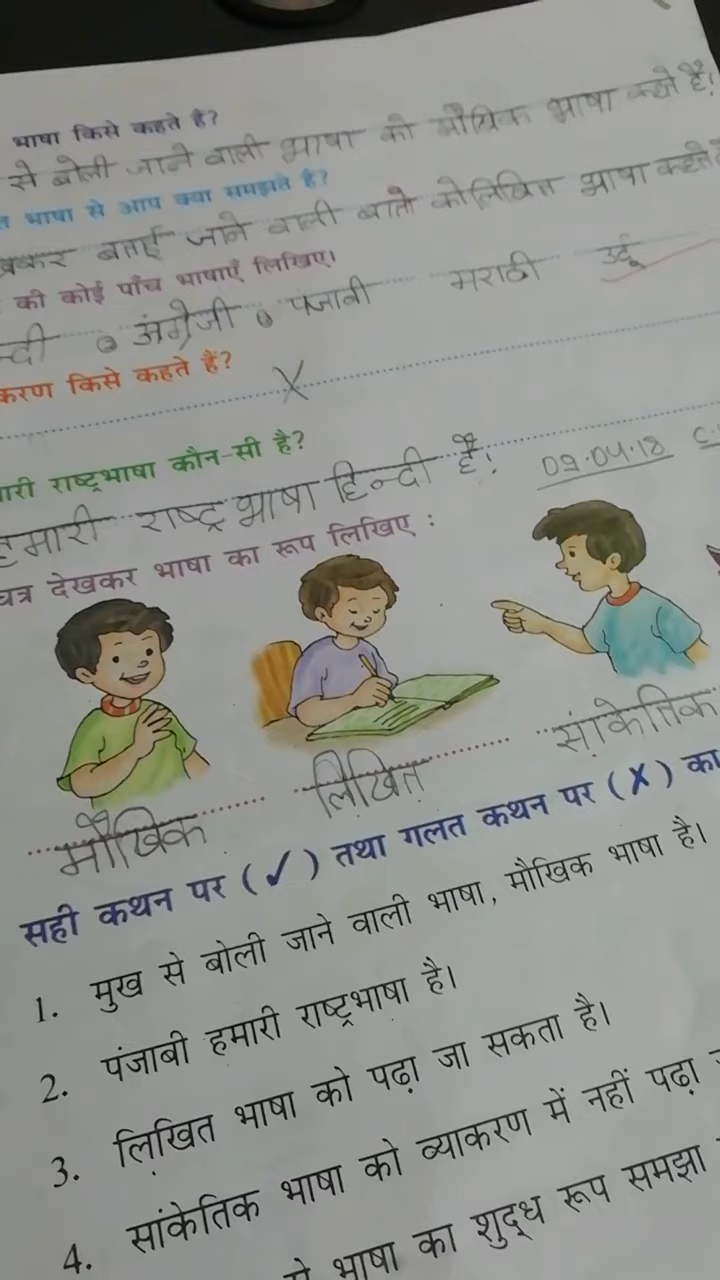 भाषा किसे कहते है?
से बोली जाने वाली भाषा को मौखिक भाषा कहते हैं।
भाषा से आप क्या समझते है?
बताई जाने वाली बाते को लिखित भाषा कहते
की कोई पाँच भाषाएँ लिखिए।
अंग्रेजी पंजाबी मराठी उर्दू
किसे कहते हैं?
X
राष्ट्रभाषा कौन-सी है?
हमारी राष्ट्र भाषा हिन्दी है।
09.04.18
देखकर भाषा का रूप लिखिए :
मौखिक लिखित सांकेतिक
सही कथन पर (✓) तथा गलत कथन पर (X) का
1. मुख से बोली जाने वाली भाषा, मौखिक भाषा है।
2. पंजाबी हमारी राष्ट्रभाषा है।
3. लिखित भाषा को पढ़ा जा सकता है।
4. सांकेतिक भाषा को व्याकरण में नहीं पढ़ा
भाषा का शुद्ध रूप समझा